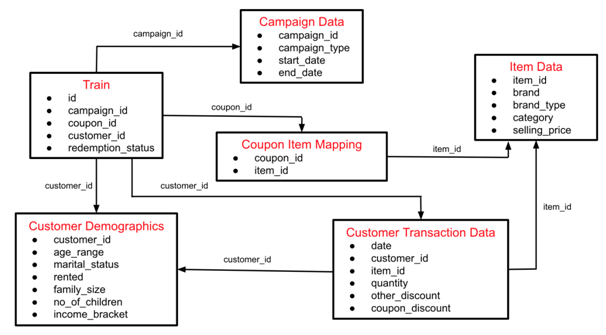 Campaign Data
campaign_id
campaign_type
start_date
end_date
campaign_id
Train
id
campaign_id
coupon_id
customer_id
redemption_status
coupon_id
Coupon Item Mapping
coupon_id
item_id
item_id
Item Data
item_id
brand
brand_type
category
selling_price
customer_id
customer_id
item_id
Customer Demographics
customer_id
age_range
marital_status
rented
family_size
no_of_children
income_bracket
customer_id
Customer Transaction Data
date
customer_id
item_id
quantity
other_discount
coupon_discount